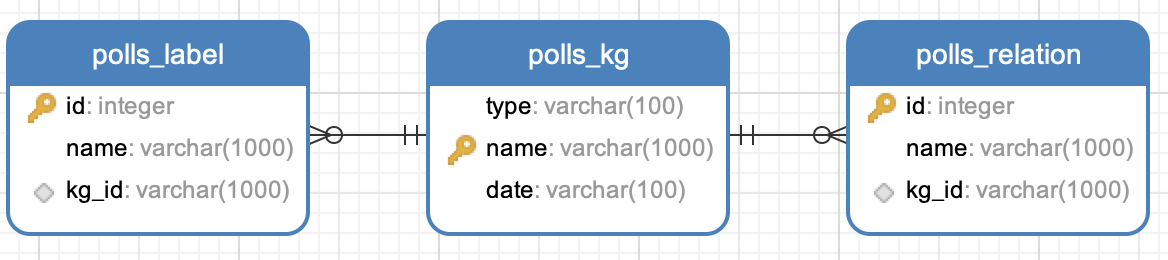 polls_label
id: integer
name: varchar(1000)
kg_id: varchar(1000)
polls_kg
type: varchar(100)
name: varchar(1000)
date: varchar(100)
polls_relation
id: integer
name: varchar(1000)
kg_id: varchar(1000)